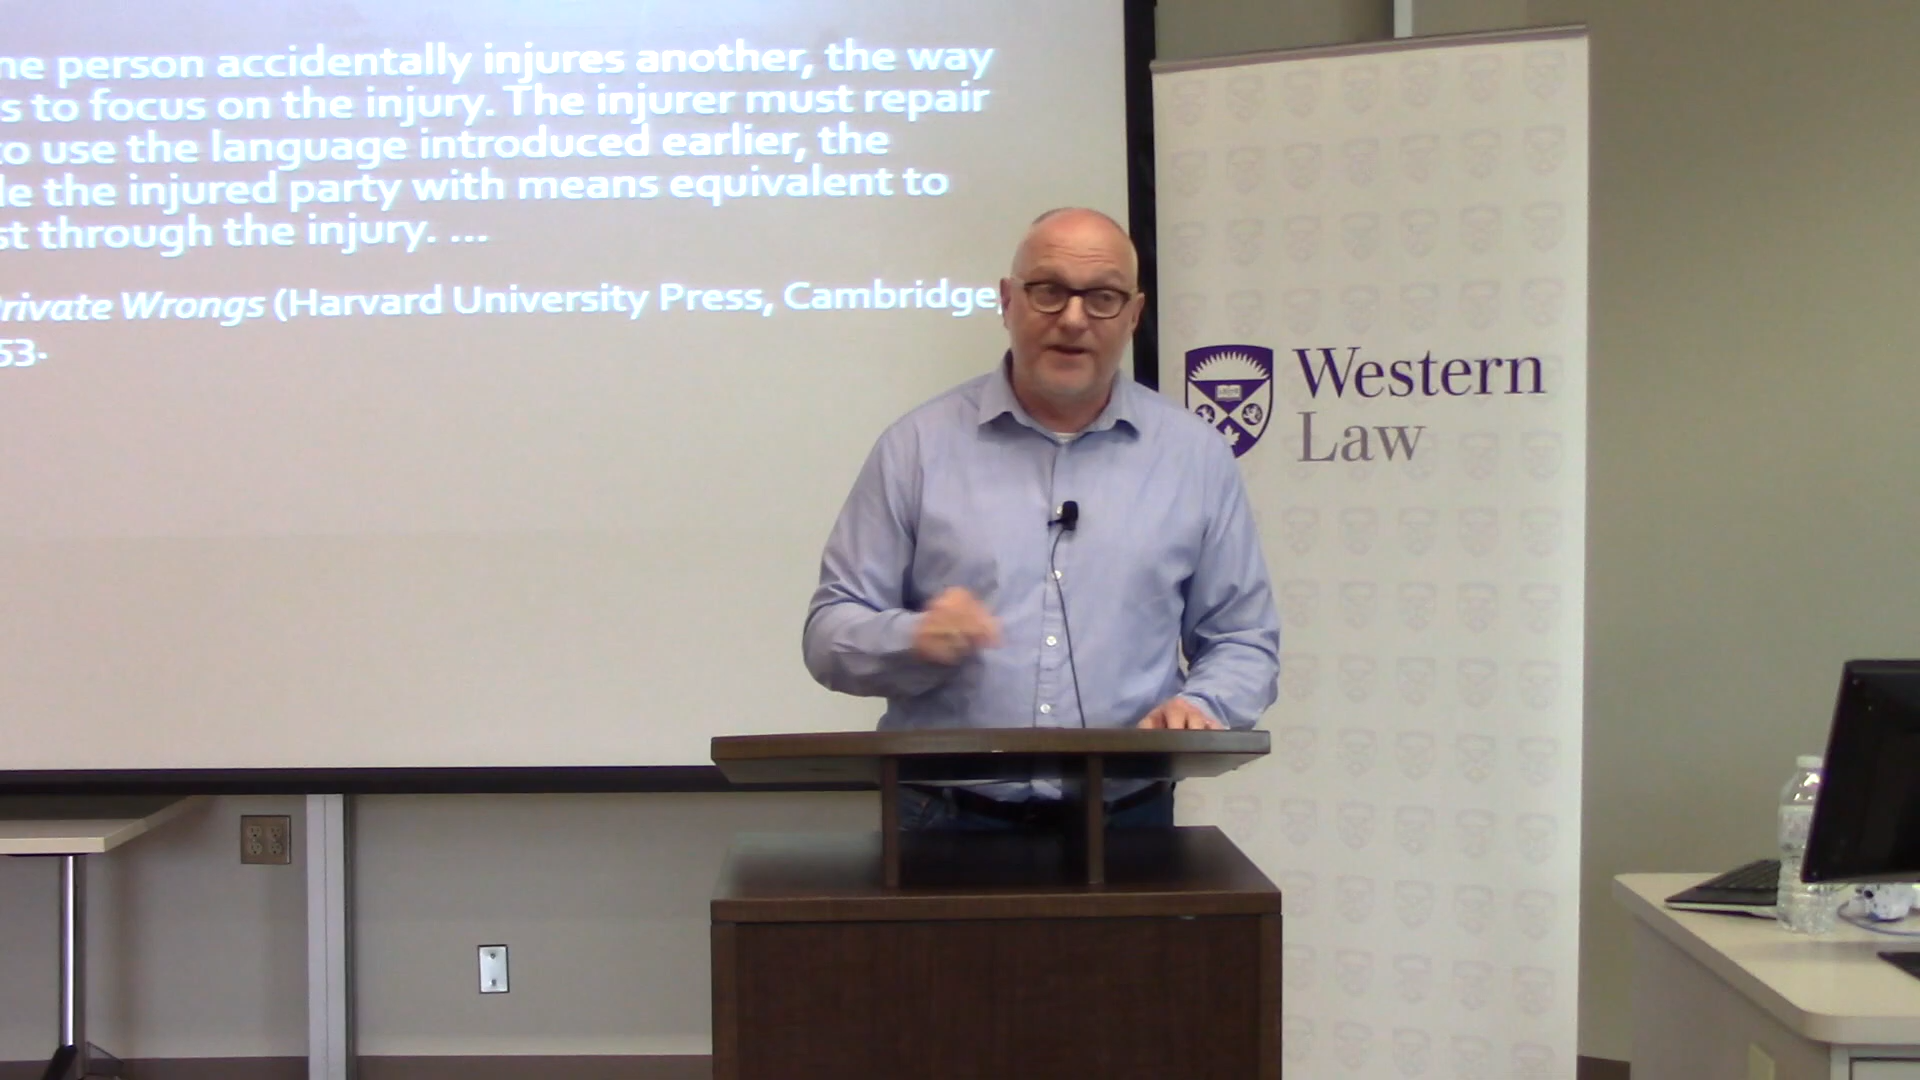 ne person accidentally injures another, the way
s to focus on the injury. The injurer must repair
to use the language introduced earlier, the
le the injured party with means equivalent to
st through the injury. ...
Private Wrongs (Harvard University Press, Cambridge,
53.
Western
Law